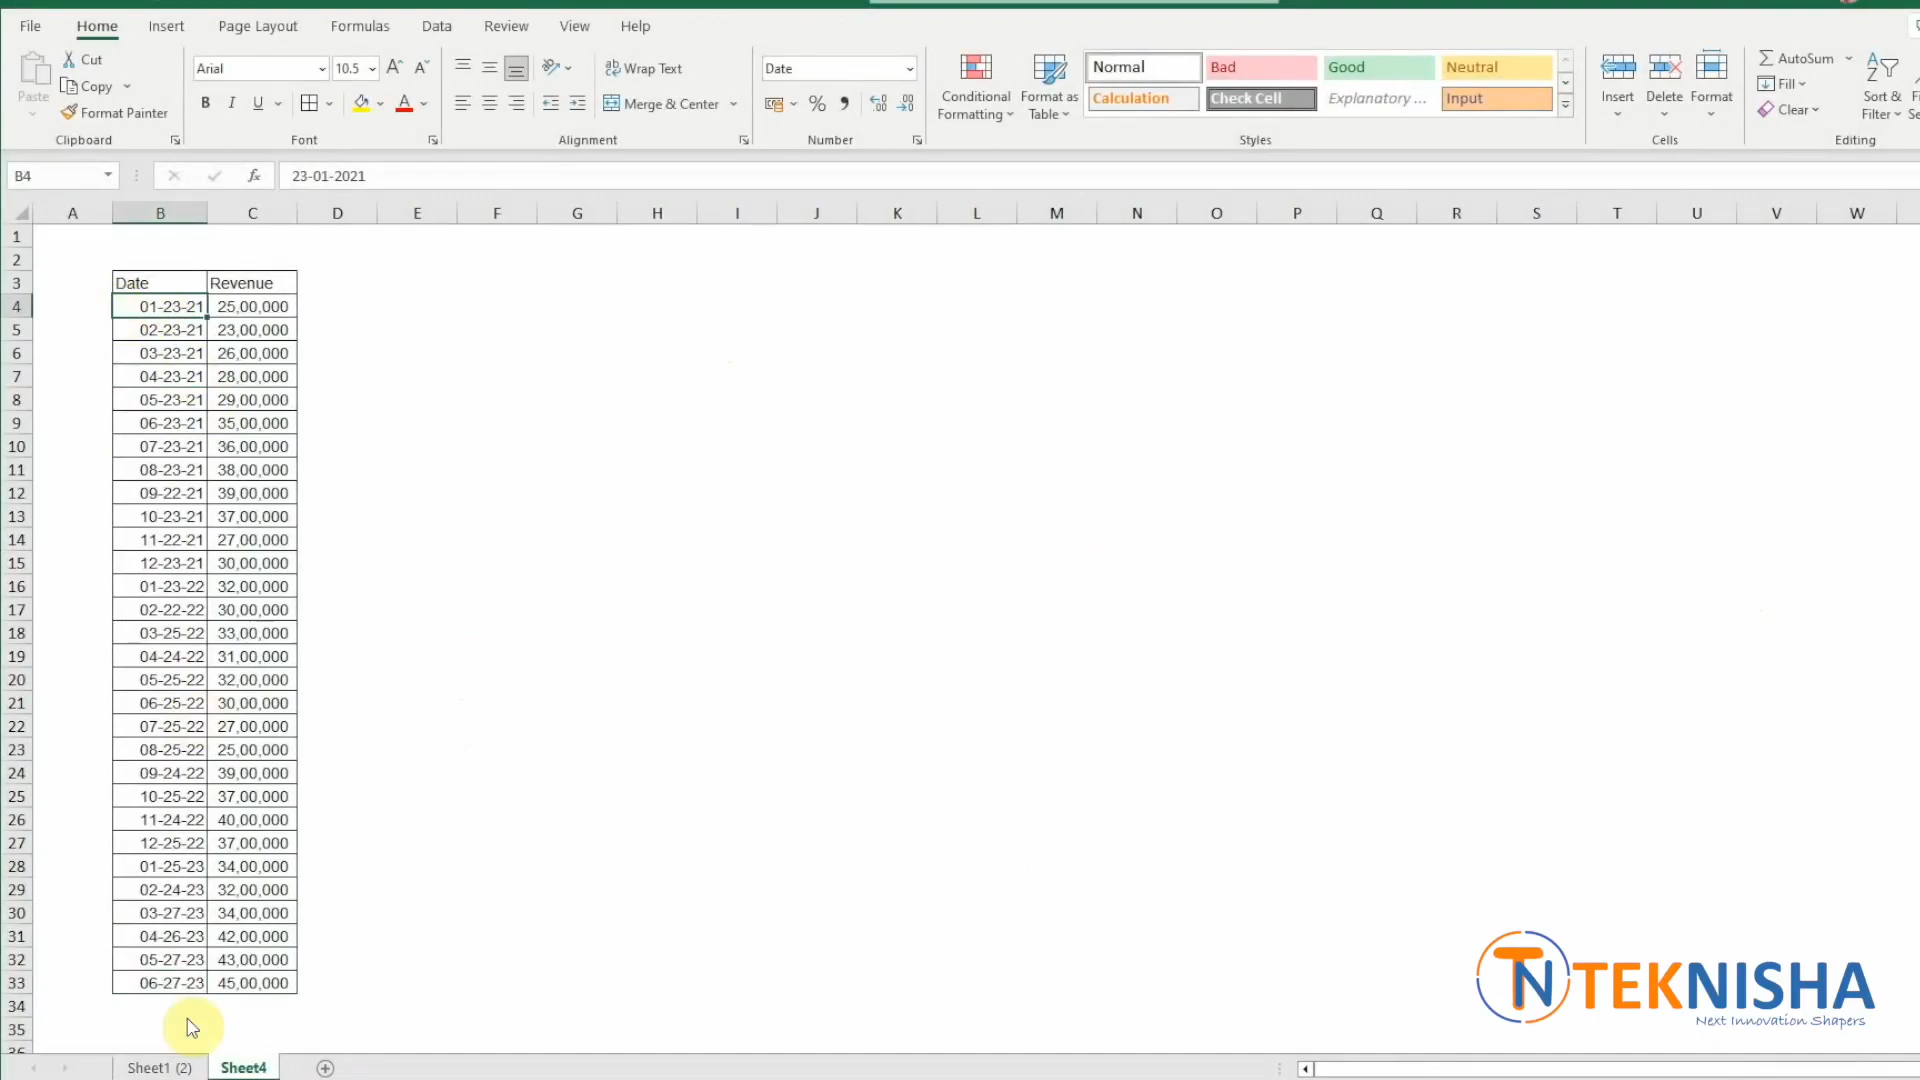 File Home Insert Page Layout Formulas Data Review View Help
Paste Cut Copy Format Painter Clipboard
Arial 10.5 B I U A Font
Wrap Text Merge & Center Alignment
Date % Number
Conditional Formatting Format as Table
Normal Bad Good Neutral
Calculation Check Cell Explanatory ... Input
Styles
Insert Delete Format Cells
AutoSum Fill Clear Sort & Filter Editing
B4 fx 23-01-2021
A B C D E F G H I J K L M N O P Q R S T U V W
1
2
3 Date Revenue
4 01-23-21 25,00,000
5 02-23-21 23,00,000
6 03-23-21 26,00,000
7 04-23-21 28,00,000
8 05-23-21 29,00,000
9 06-23-21 35,00,000
10 07-23-21 36,00,000
11 08-23-21 38,00,000
12 09-22-21 39,00,000
13 10-23-21 37,00,000
14 11-22-21 27,00,000
15 12-23-21 30,00,000
16 01-23-22 32,00,000
17 02-22-22 30,00,000
18 03-25-22 33,00,000
19 04-24-22 31,00,000
20 05-25-22 32,00,000
21 06-25-22 30,00,000
22 07-25-22 27,00,000
23 08-25-22 25,00,000
24 09-24-22 39,00,000
25 10-25-22 37,00,000
26 11-24-22 40,00,000
27 12-25-22 37,00,000
28 01-25-23 34,00,000
29 02-24-23 32,00,000
30 03-27-23 34,00,000
31 04-26-23 42,00,000
32 05-27-23 43,00,000
33 06-27-23 45,00,000
34
35
TN TEKNISHA
Next Innovation Shapers
Sheet1 (2) Sheet4